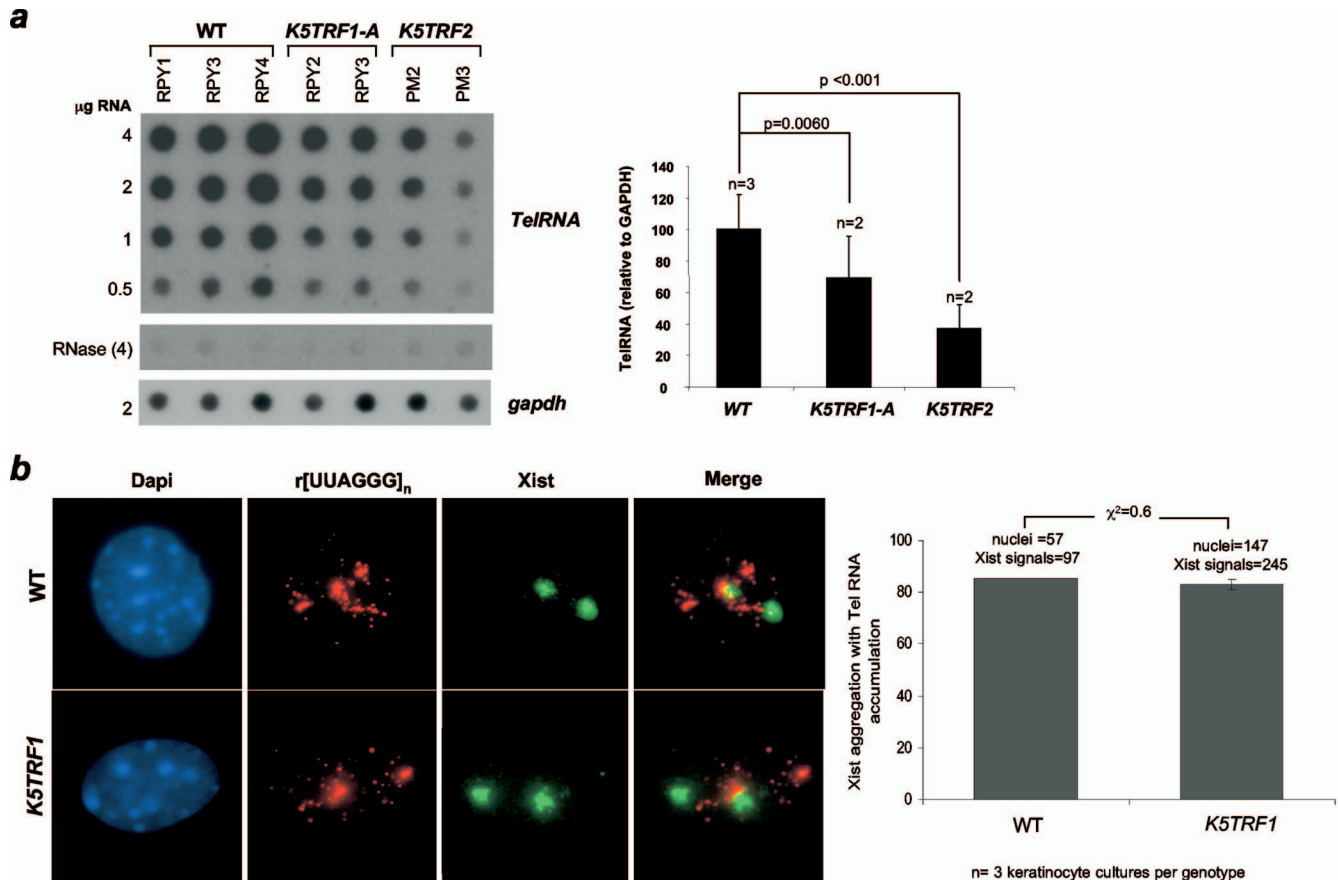 a
WT K5TRF1-A K5TRF2
RPY1 RPY3 RPY4 RPY2 RPY3 PM2 PM3
µg RNA
4
2
1
0.5
TelRNA
RNase (4)
2
gapdh
p <0.001
p=0.0060
TelRNA (relative to GAPDH)
140
120
100
80
60
40
20
0
n=3
n=2
n=2
WT K5TRF1-A K5TRF2
b
Dapi r[UUAGGG]n Xist Merge
WT
K5TRF1
χ²=0.6
nuclei =57
Xist signals=97
nuclei=147
Xist signals=245
Xist aggregation with Tel RNA
accumulation
100
80
60
40
20
0
WT K5TRF1
n= 3 keratinocyte cultures per genotype